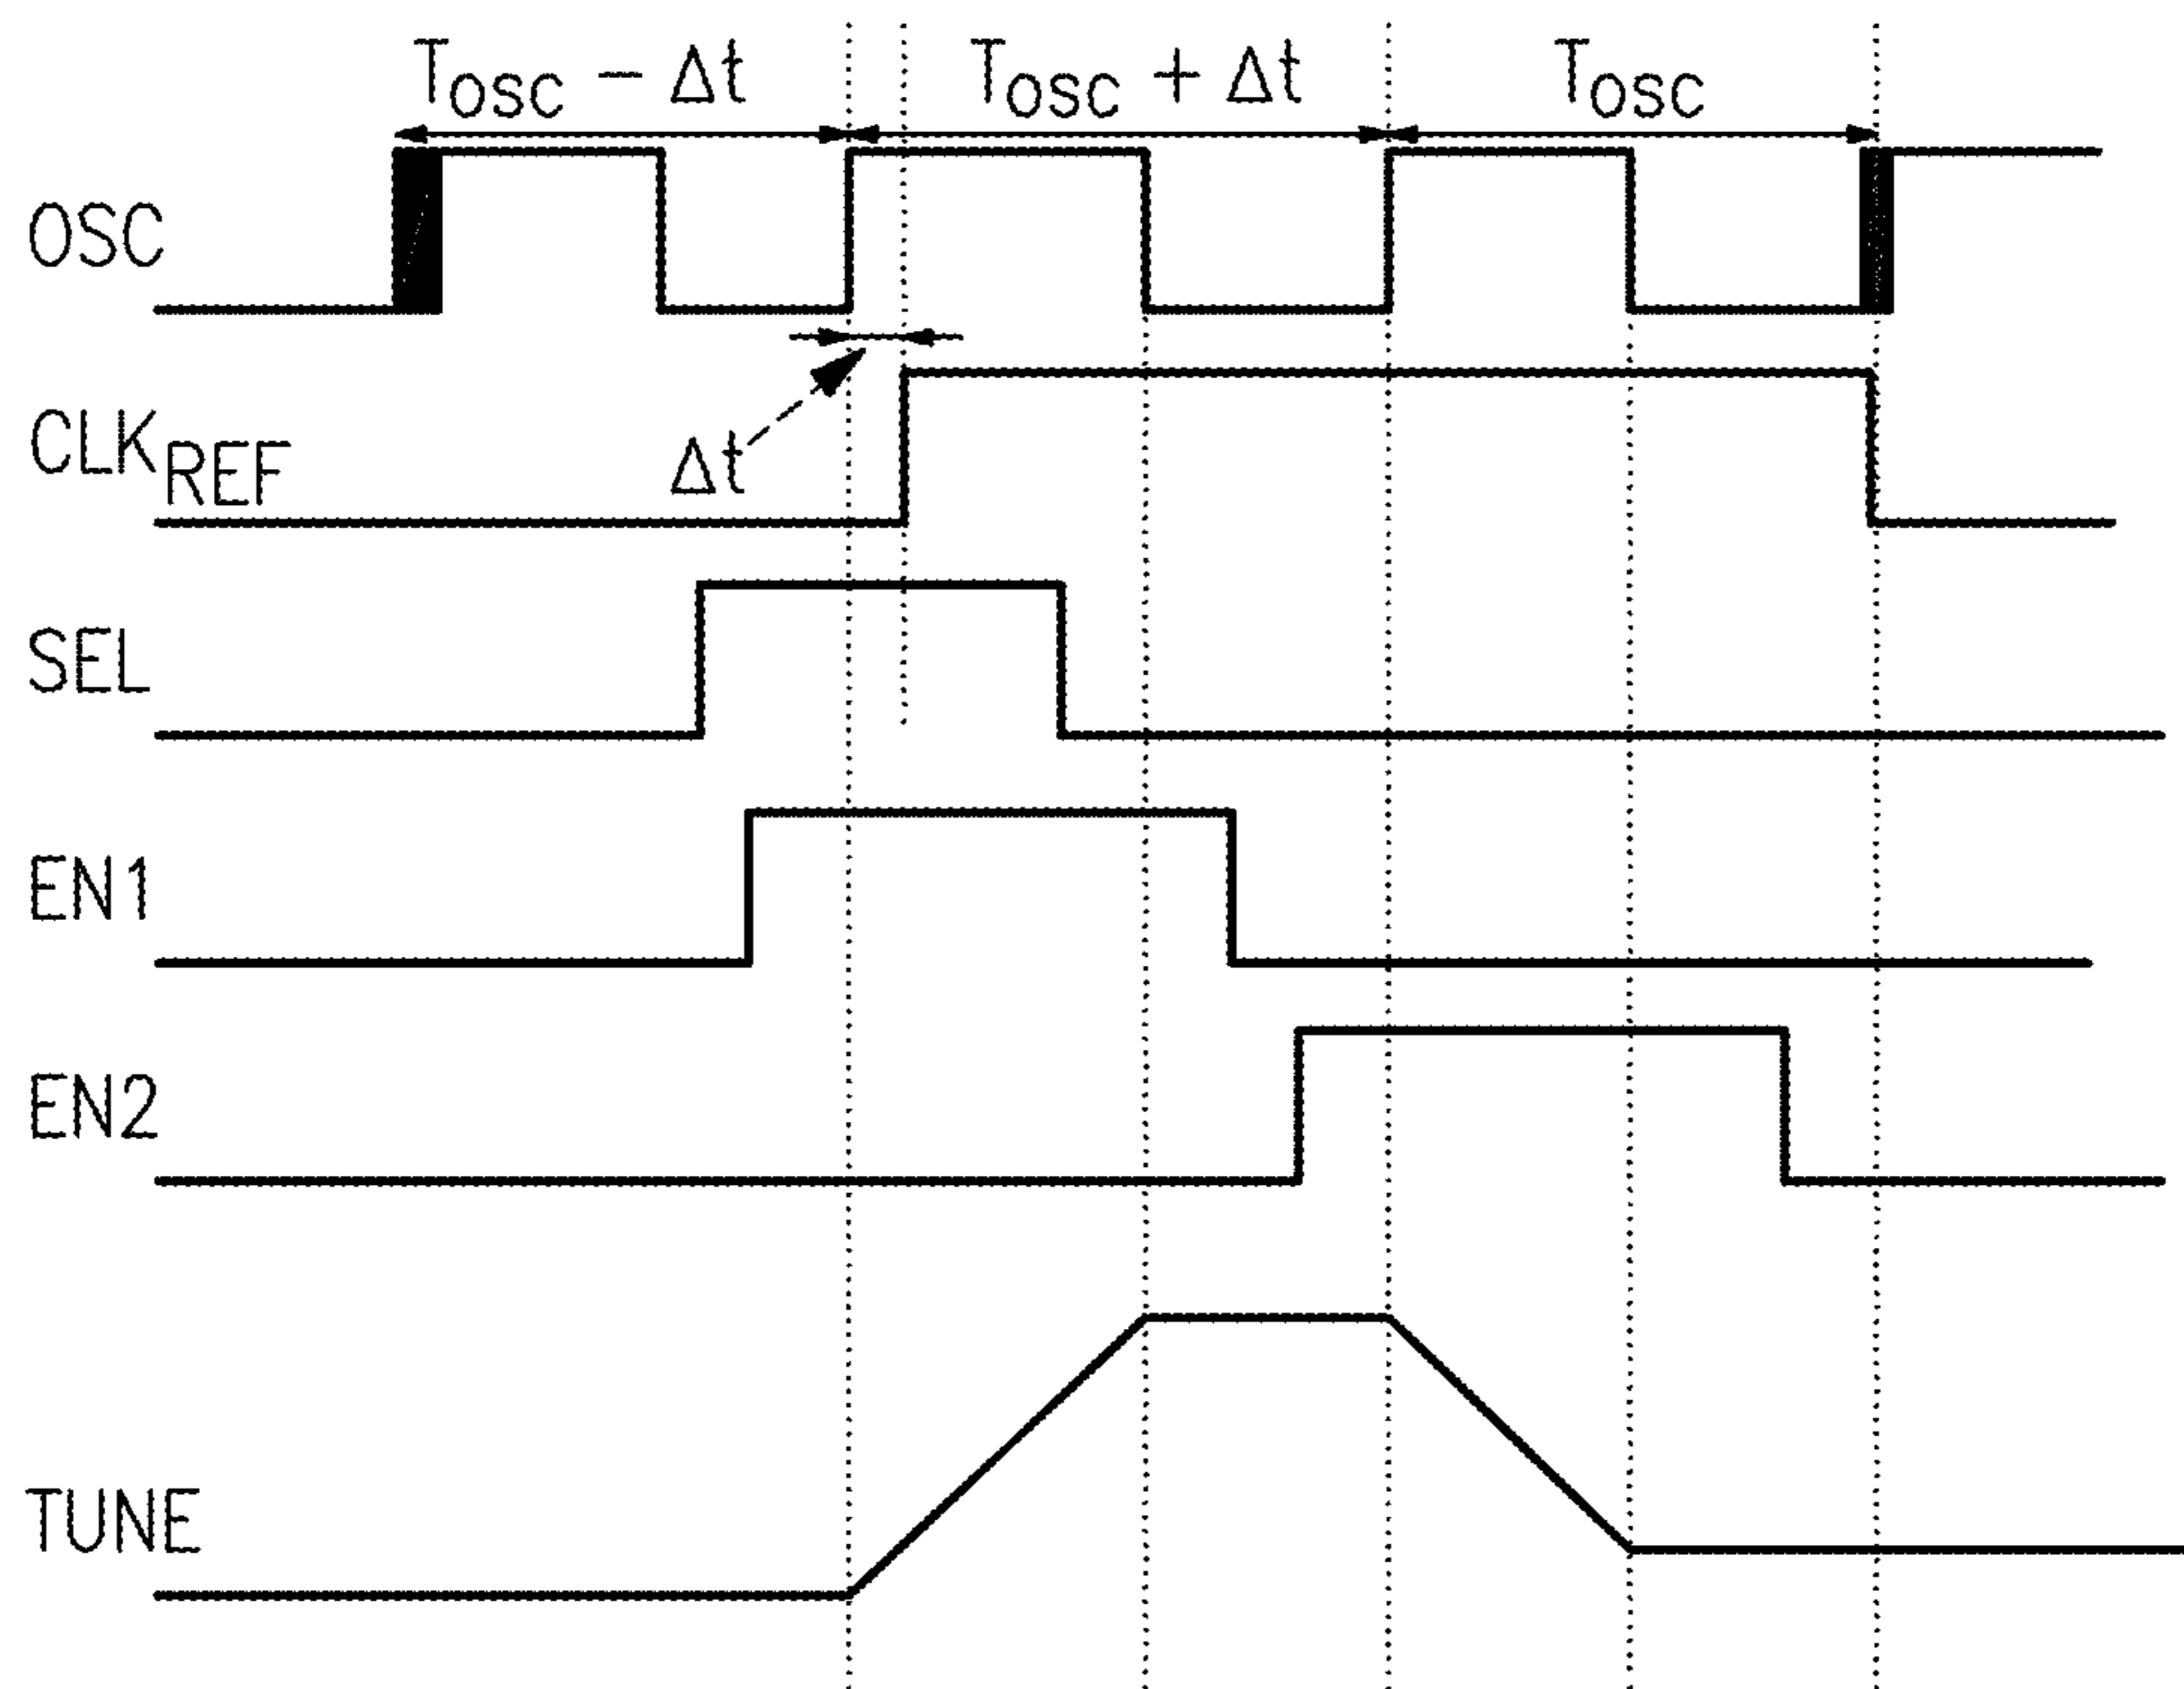 Tosc − Δt Tosc + Δt Tosc
OSC
CLKREF
Δt
SEL
EN1
EN2
TUNE